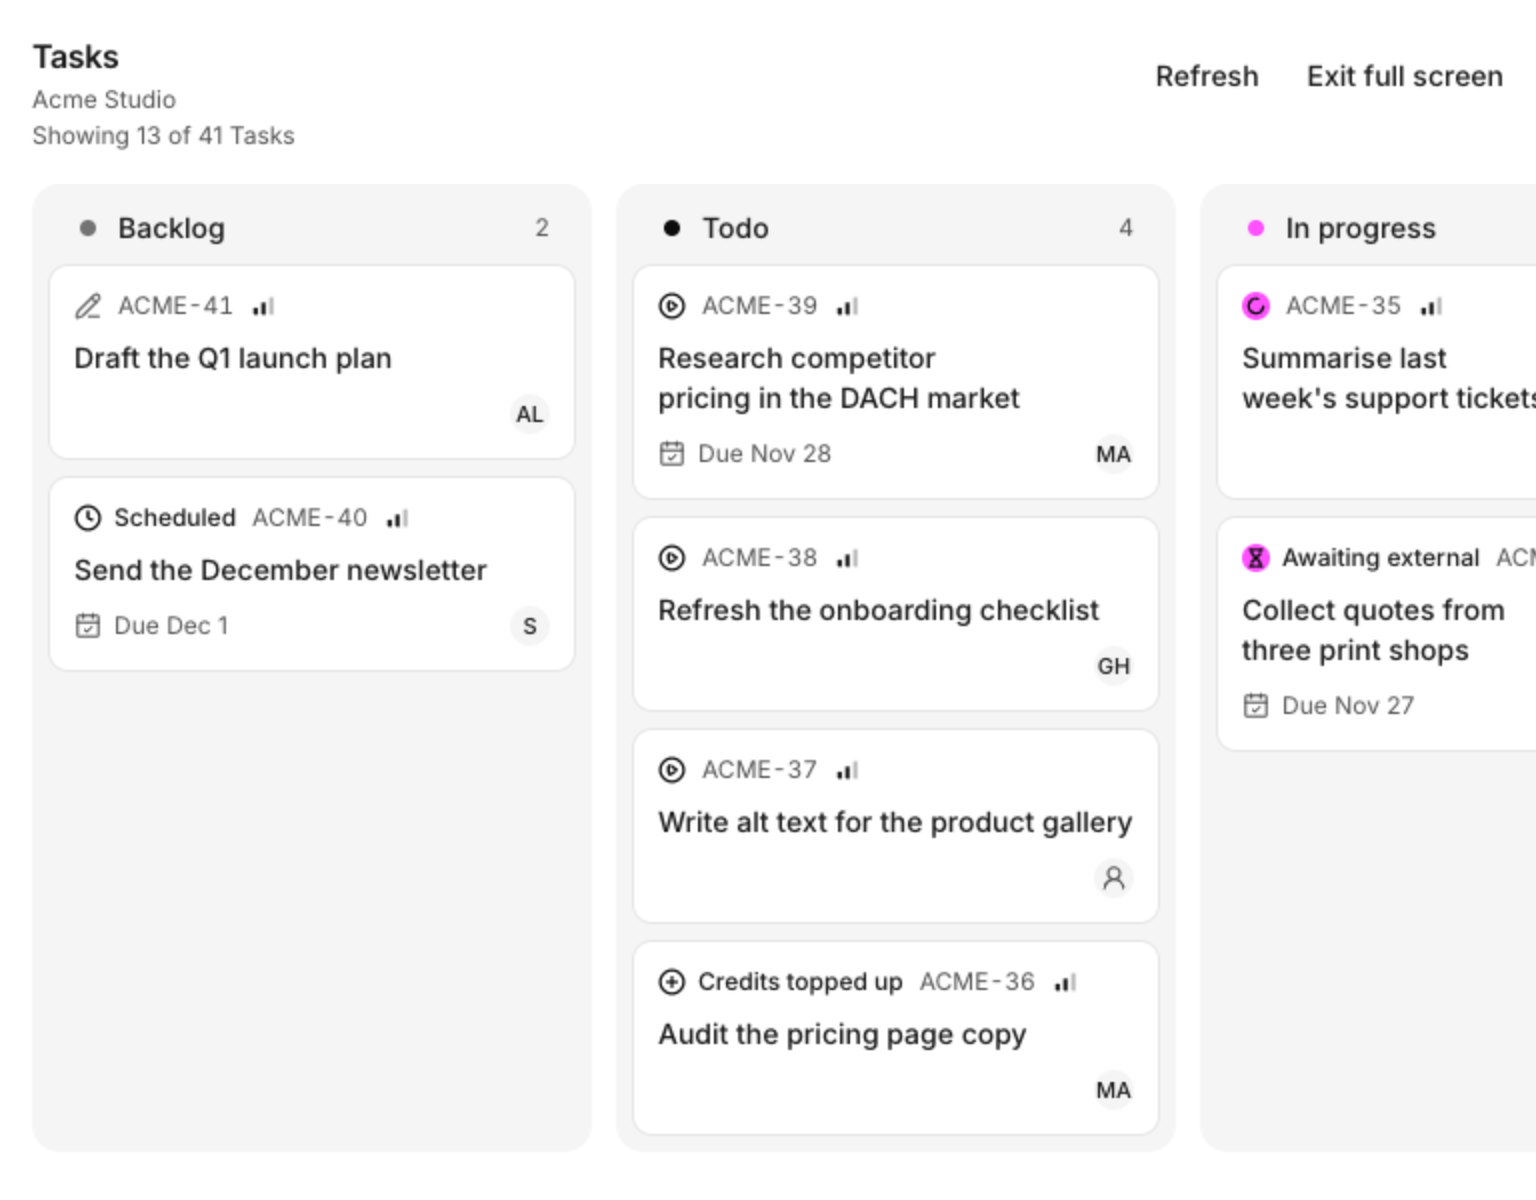 Tasks
Acme Studio
Showing 13 of 41 Tasks
Refresh
Exit full screen
Backlog 2
ACME-41
Draft the Q1 launch plan
AL
Scheduled ACME-40
Send the December newsletter
Due Dec 1
S
Todo 4
ACME-39
Research competitor
pricing in the DACH market
Due Nov 28
MA
ACME-38
Refresh the onboarding checklist
GH
ACME-37
Write alt text for the product gallery
Credits topped up ACME-36
Audit the pricing page copy
MA
In progress
ACME-35
Summarise last
week's support tickets
Awaiting external
Collect quotes from
three print shops
Due Nov 27